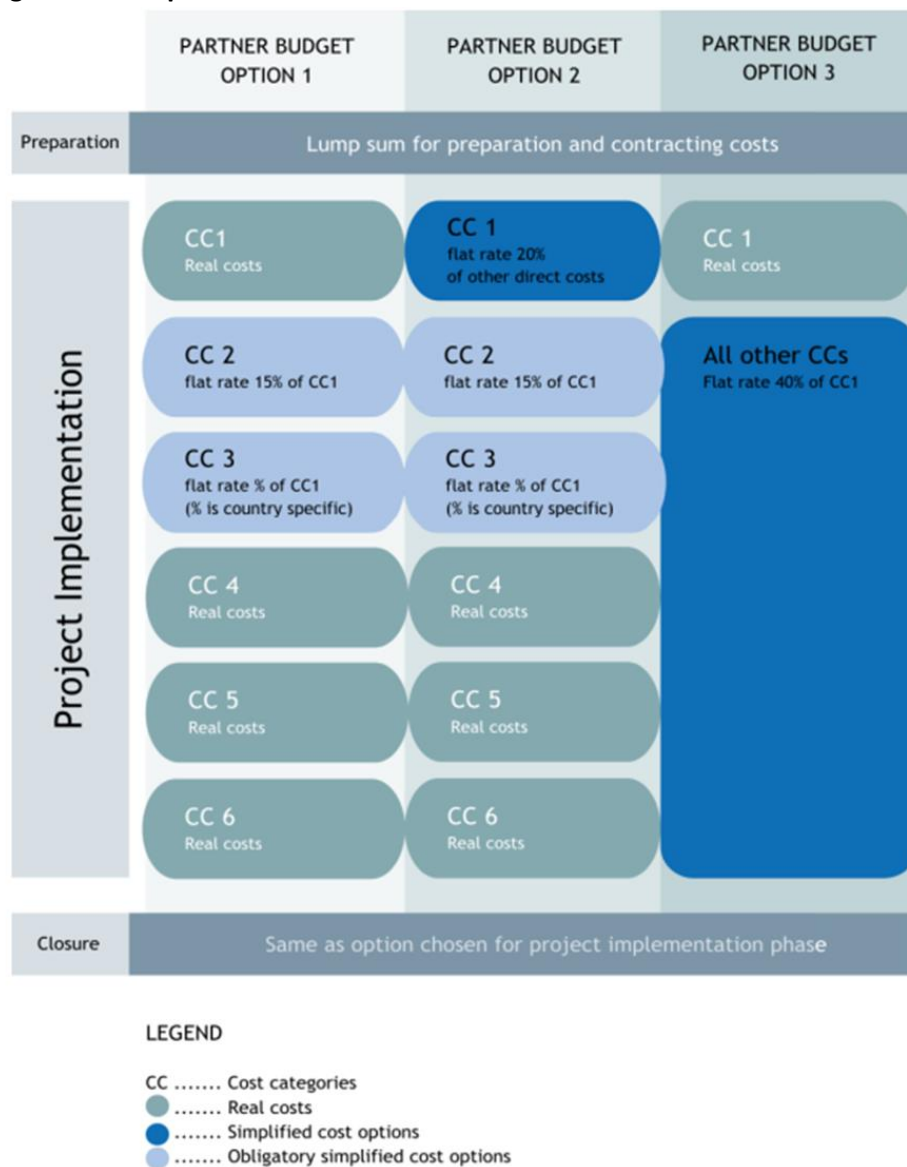 PARTNER BUDGET
OPTION 1
PARTNER BUDGET
OPTION 2
PARTNER BUDGET
OPTION 3
Preparation
Lump sum for preparation and contracting costs
Project Implementation
CC1
Real costs
CC 1
flat rate 20%
of other direct costs
CC 1
Real costs
CC 2
flat rate 15% of CC1
CC 2
flat rate 15% of CC1
All other CCs
Flat rate 40% of CC1
CC 3
flat rate % of CC1
(% is country specific)
CC 3
flat rate % of CC1
(% is country specific)
CC 4
Real costs
CC 4
Real costs
CC 5
Real costs
CC 5
Real costs
CC 6
Real costs
CC 6
Real costs
Closure
Same as option chosen for project implementation phase
LEGEND
CC ....... Cost categories
....... Real costs
....... Simplified cost options
....... Obligatory simplified cost options